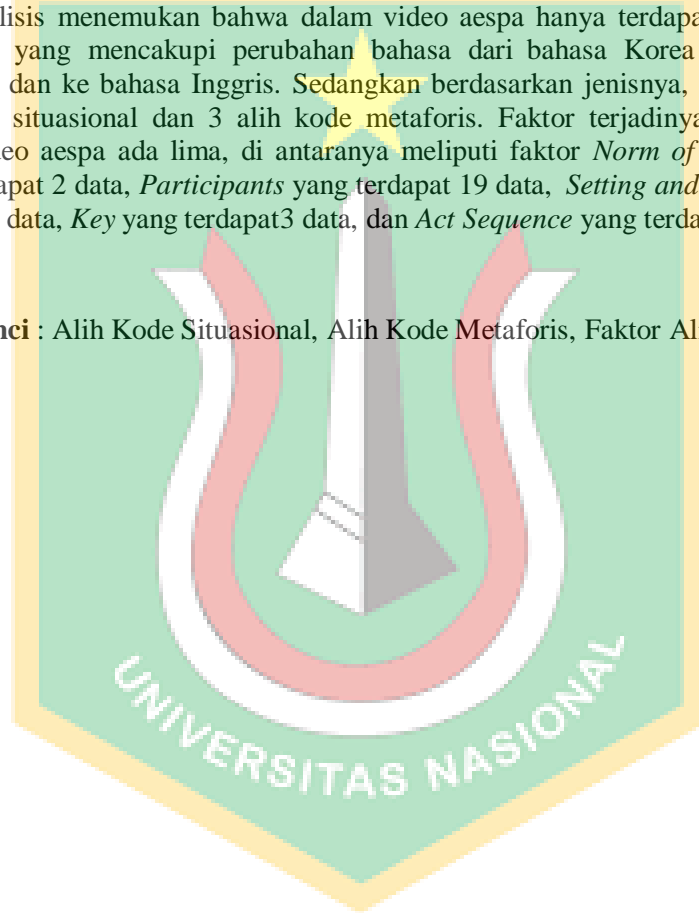 lisis menemukan bahwa dalam video aespa hanya terdapa
yang mencakupi perubahan bahasa dari bahasa Korea
dan ke bahasa Inggris. Sedangkan berdasarkan jenisnya,
situasional dan 3 alih kode metaforis. Faktor terjadinya
eo aespa ada lima, di antaranya meliputi faktor Norm of
apat 2 data, Participants yang terdapat 19 data, Setting and
data, Key yang terdapat3 data, dan Act Sequence yang terda
nci : Alih Kode Situasional, Alih Kode Metaforis, Faktor Al
UNIVERSITAS NASIONAL